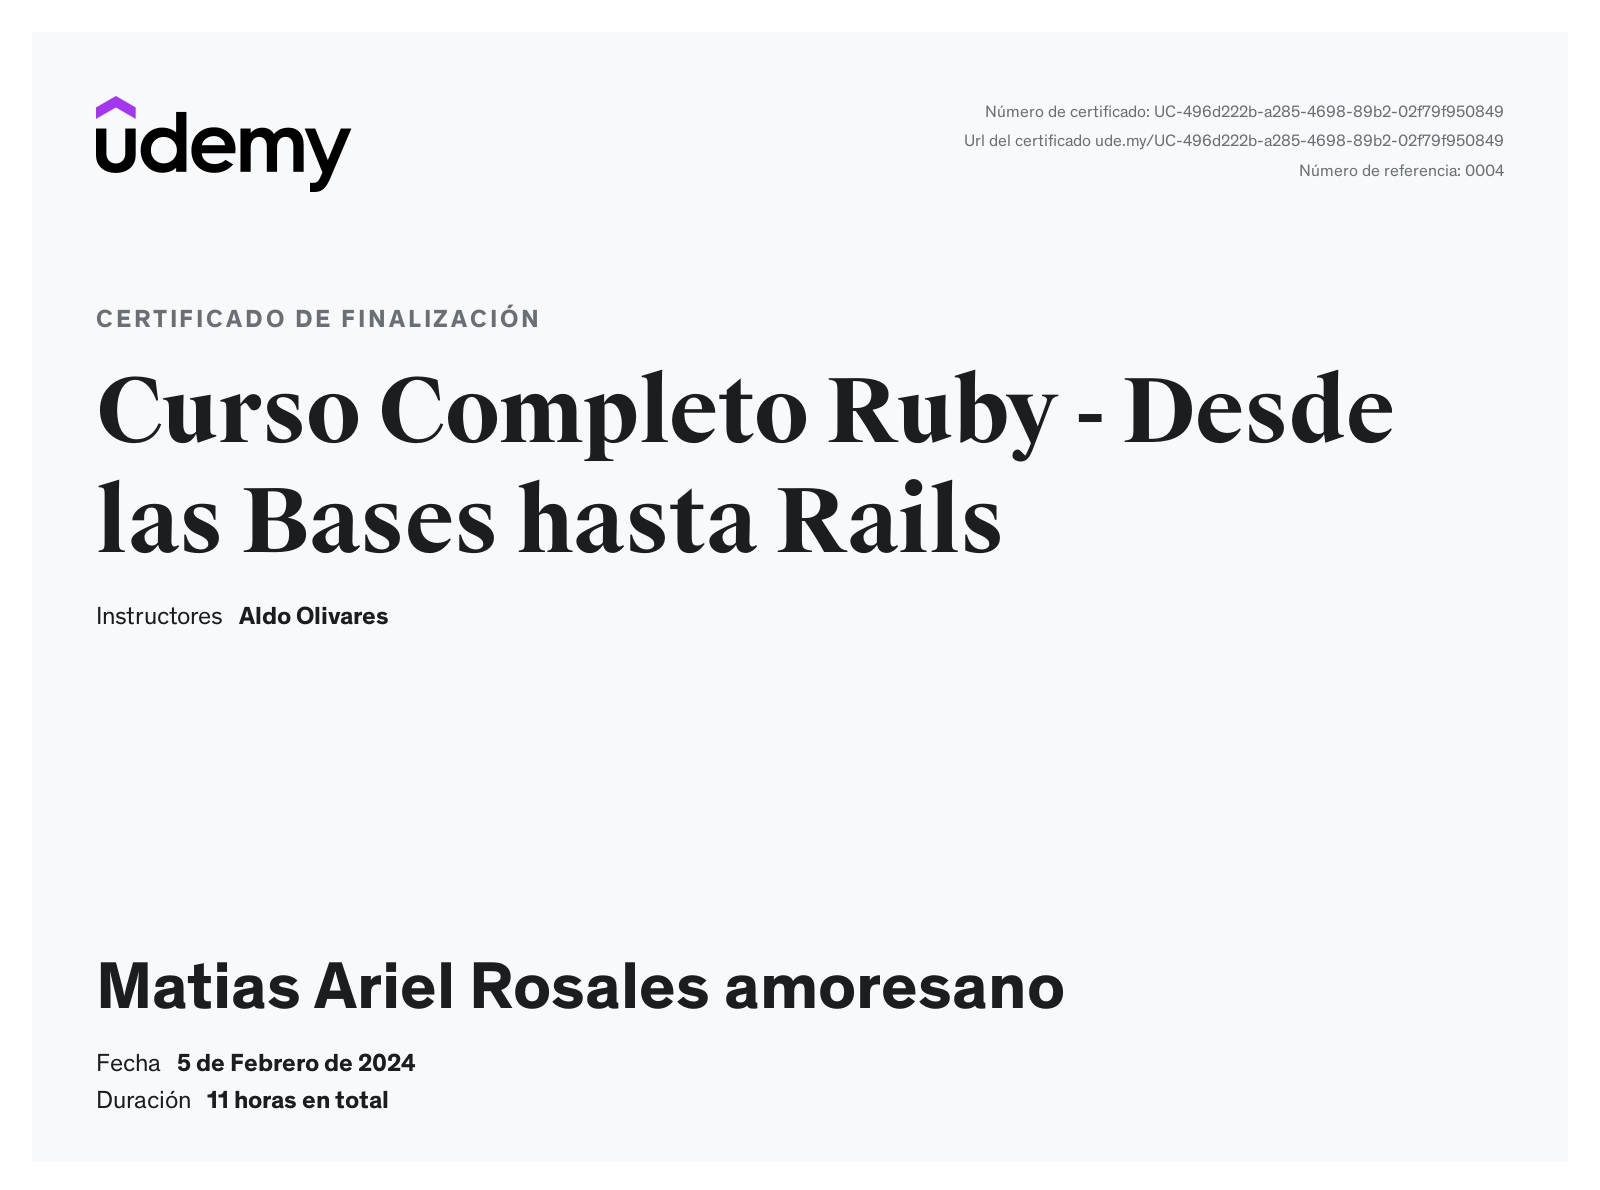 udemy
Número de certificado: UC-496d222b-a285-4698-89b2-02f79f950849
Url del certificado ude.my/UC-496d222b-a285-4698-89b2-02f79f950849
Número de referencia: 0004
CERTIFICADO DE FINALIZACIÓN
Curso Completo Ruby - Desde
las Bases hasta Rails
Instructores Aldo Olivares
Matias Ariel Rosales amoresano
Fecha 5 de Febrero de 2024
Duración 11 horas en total